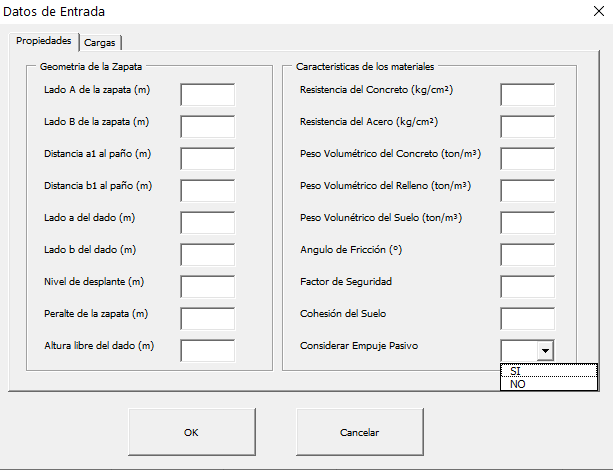 Datos de Entrada
Propiedades
Cargas
Geometria de la Zapata
Lado A de la zapata (m)
Lado B de la zapata (m)
Distancia a1 al paño (m)
Distancia b1 al paño (m)
Lado a del dado (m)
Lado b del dado (m)
Nivel de desplante (m)
Peralte de la zapata (m)
Altura libre del dado (m)
Caracteristicas de los materiales
Resistencia del Concreto (kg/cm²)
Resistencia del Acero (kg/cm²)
Peso Volumétrico del Concreto (ton/m³)
Peso Volumétrico del Relleno (ton/m³)
Peso Volunétrico del Suelo (ton/m³)
Angulo de Fricción (º)
Factor de Seguridad
Cohesión del Suelo
Considerar Empuje Pasivo
SI
NO
OK
Cancelar